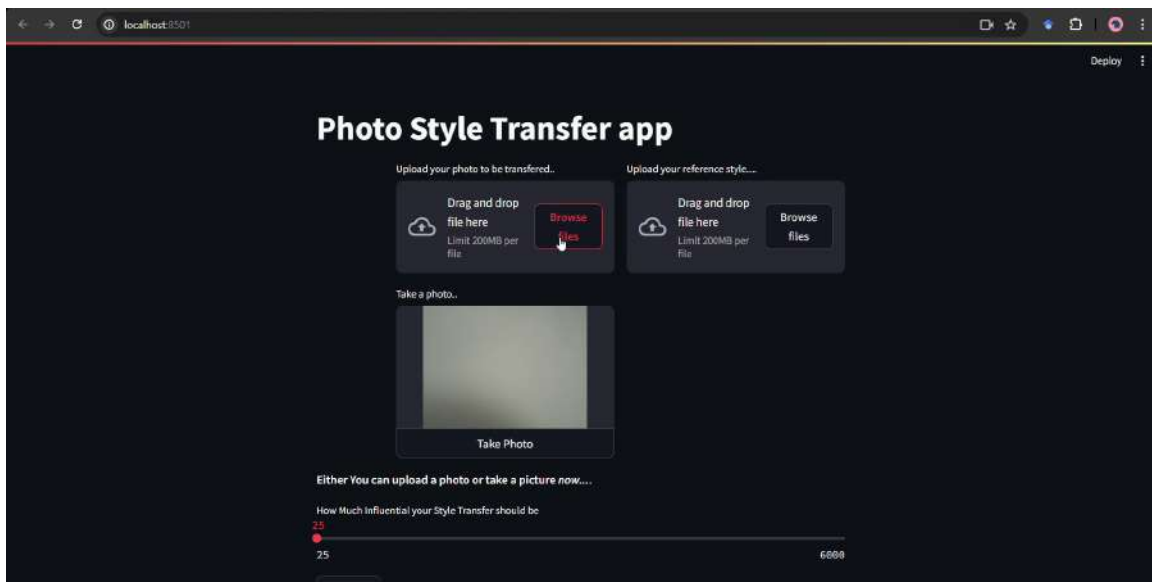 localhost:8501
Deploy
Photo Style Transfer app
Upload your photo to be transfered..
Upload your reference style....
Drag and drop
file here
Limit 200MB per
file
Browse
files
Drag and drop
file here
Limit 200MB per
file
Browse
files
Take a photo..
Take Photo
Either You can upload a photo or take a picture now....
How Much Influential your Style Transfer should be
25
25
6000